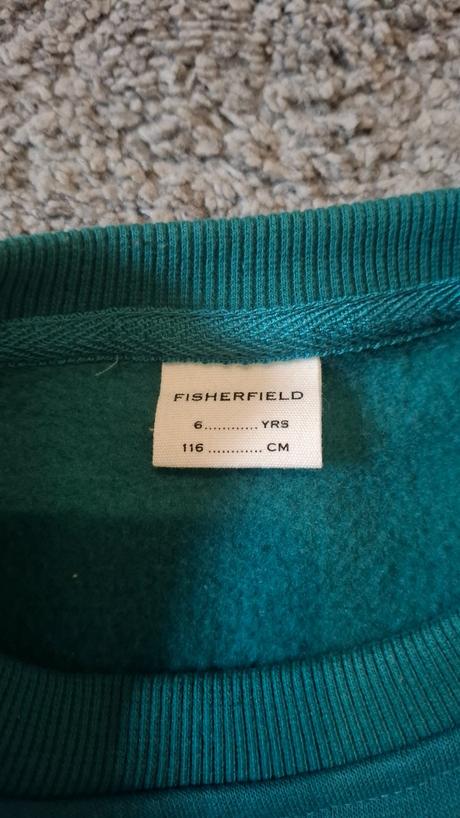 FISHERFIELD
6............ YRS
116 ............ CM